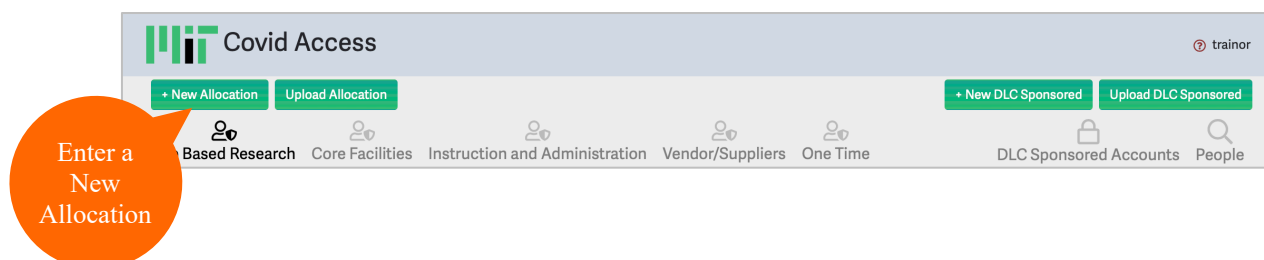 MIT Covid Access
trainor
+ New Allocation Upload Allocation + New DLC Sponsored Upload DLC Sponsored
Based Research Core Facilities Instruction and Administration Vendor/Suppliers One Time DLC Sponsored Accounts People
Enter a
New
Allocation